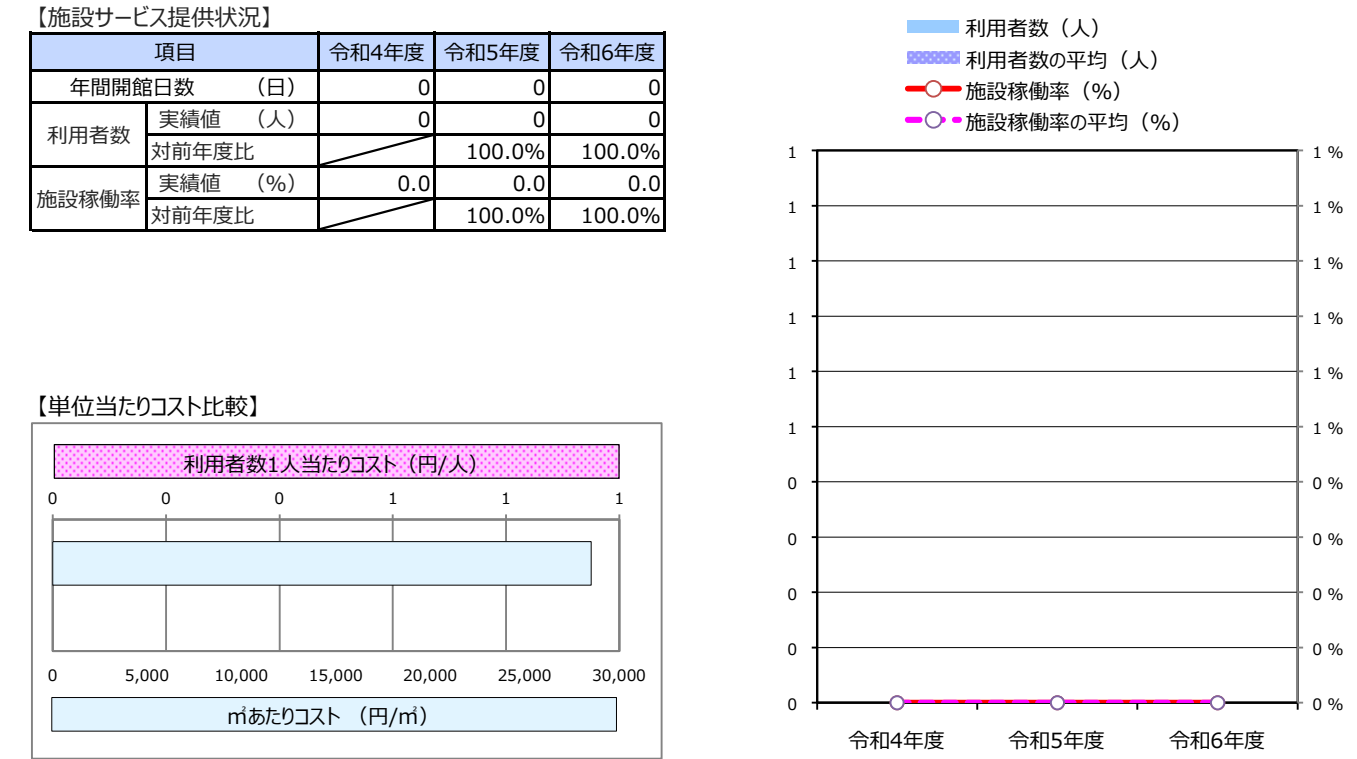 【施設サービス提供状況】
項目 令和4年度 令和5年度 令和6年度
年間開館日数 （日） 0 0 0
利用者数 実績値 （人） 0 0 0
対前年度比 100.0% 100.0%
施設稼働率 実績値 （%） 0.0 0.0 0.0
対前年度比 100.0% 100.0%
【単位当たりコスト比較】
利用者数1人当たりコスト（円/人）
0 0 0 1 1 1
0 5,000 10,000 15,000 20,000 25,000 30,000
㎡あたりコスト （円/㎡）
利用者数（人）
利用者数の平均（人）
施設稼働率（%）
施設稼働率の平均（%）
1 1 %
1 1 %
1 1 %
1 1 %
1 1 %
1 1 %
0 0 %
0 0 %
0 0 %
0 0 %
0 0 %
令和4年度 令和5年度 令和6年度